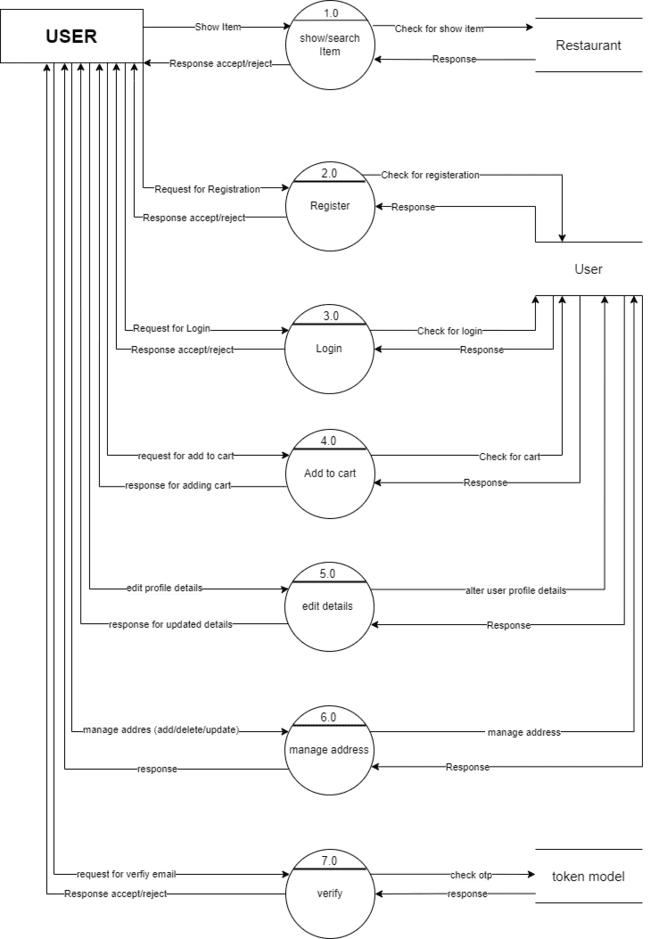 USER
1.0
Show Item
show/search
Item
Check for show item
Restaurant
Response accept/reject
Response
2.0
Request for Registration
Register
Check for registeration
Response accept/reject
Response
User
3.0
Request for Login
Login
Check for login
Response accept/reject
Response
4.0
request for add to cart
Add to cart
Check for cart
response for adding cart
Response
5.0
edit profile details
edit details
alter user profile details
response for updated details
Response
6.0
manage addres (add/delete/update)
manage address
manage address
response
Response
7.0
request for verfiy email
verify
check otp
token model
Response accept/reject
response